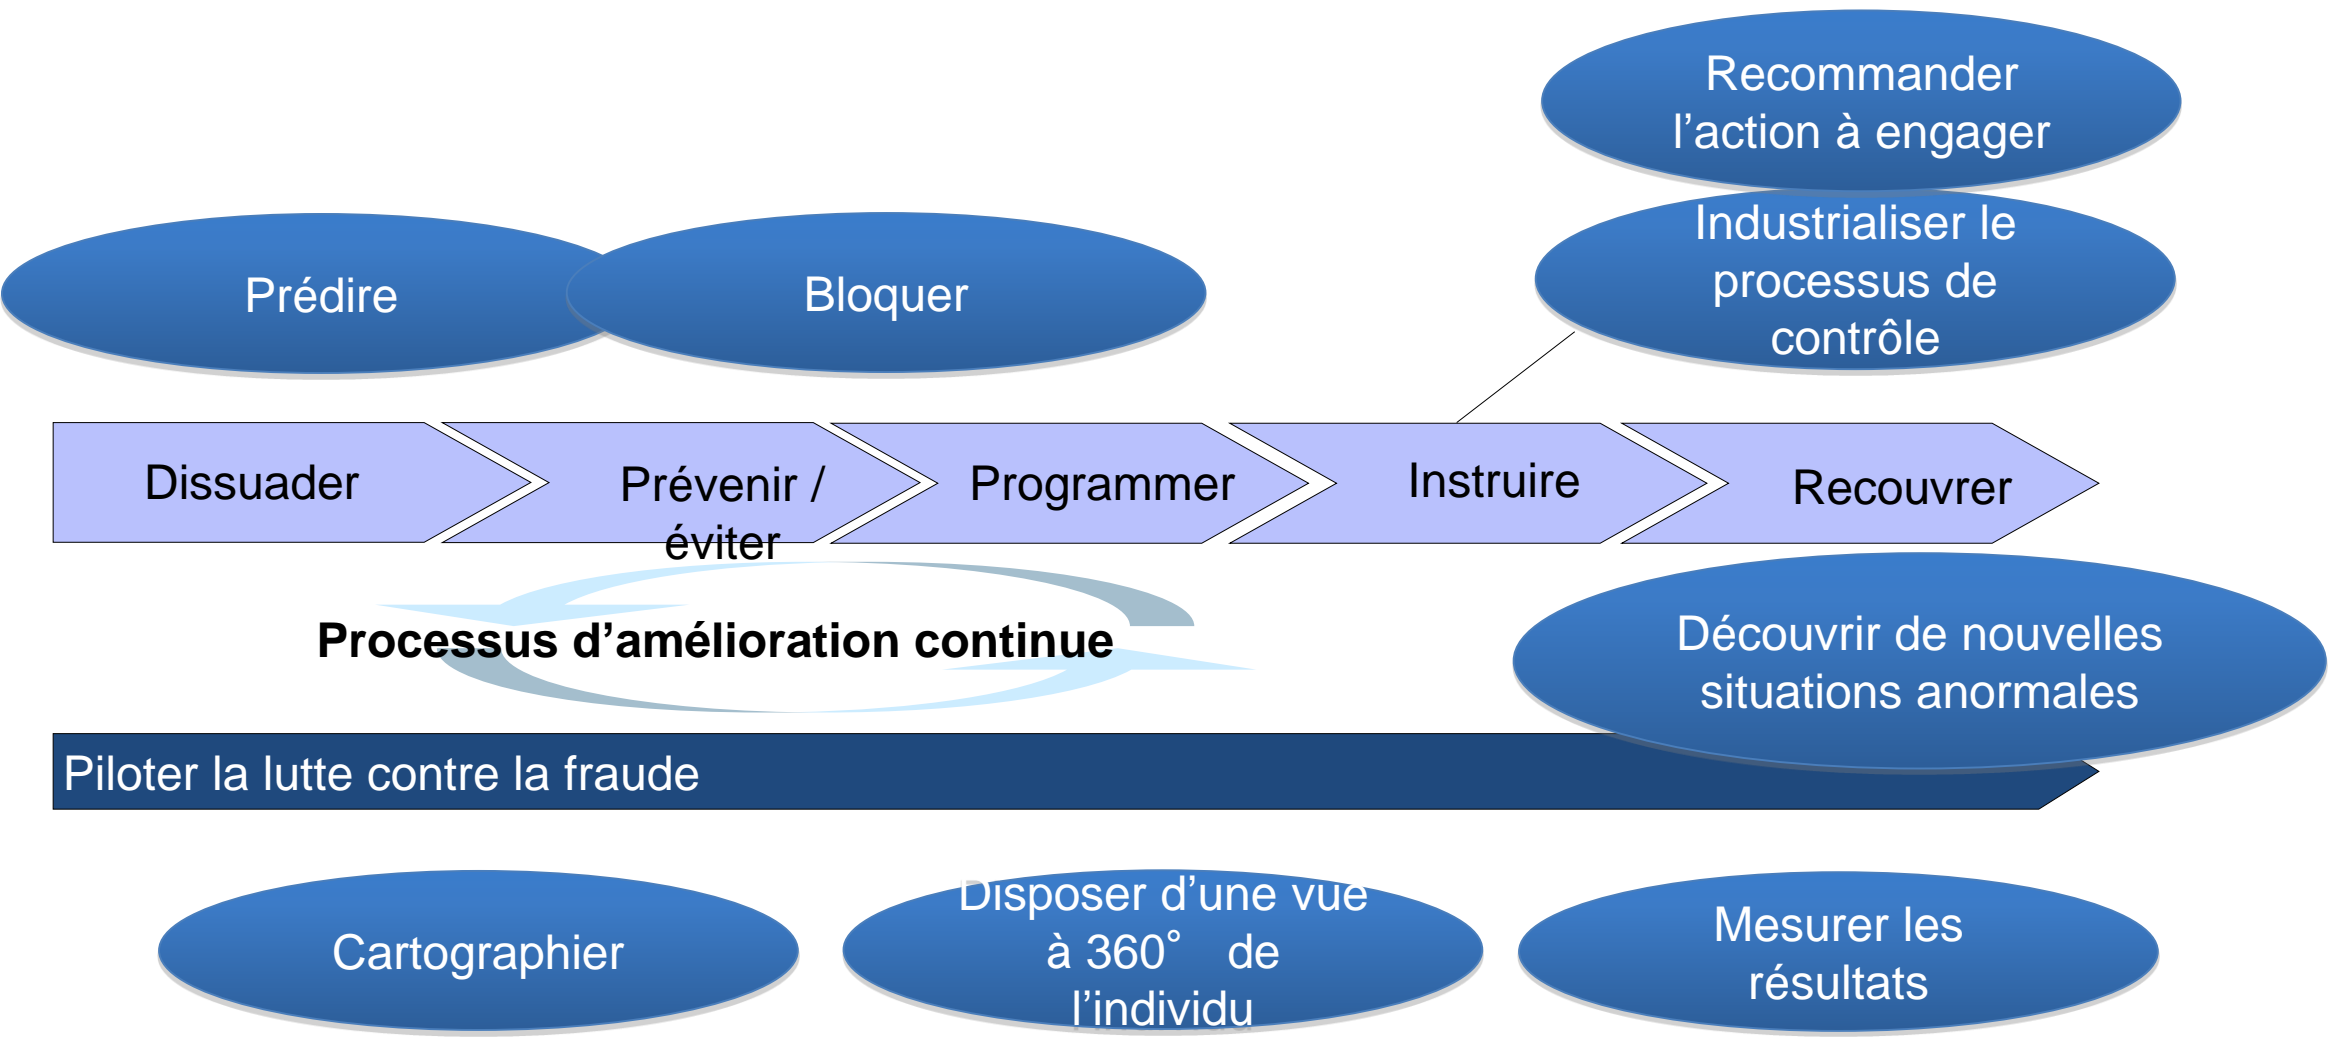 Recommander
l’action à engager
Industrialiser le
processus de
contrôle
Prédire
Bloquer
Dissuader
Prévenir /
éviter
Programmer
Instruire
Recouvrer
Processus d’amélioration continue
Découvrir de nouvelles
situations anormales
Piloter la lutte contre la fraude
Cartographier
Disposer d’une vue
à 360° de
l’individu
Mesurer les
résultats